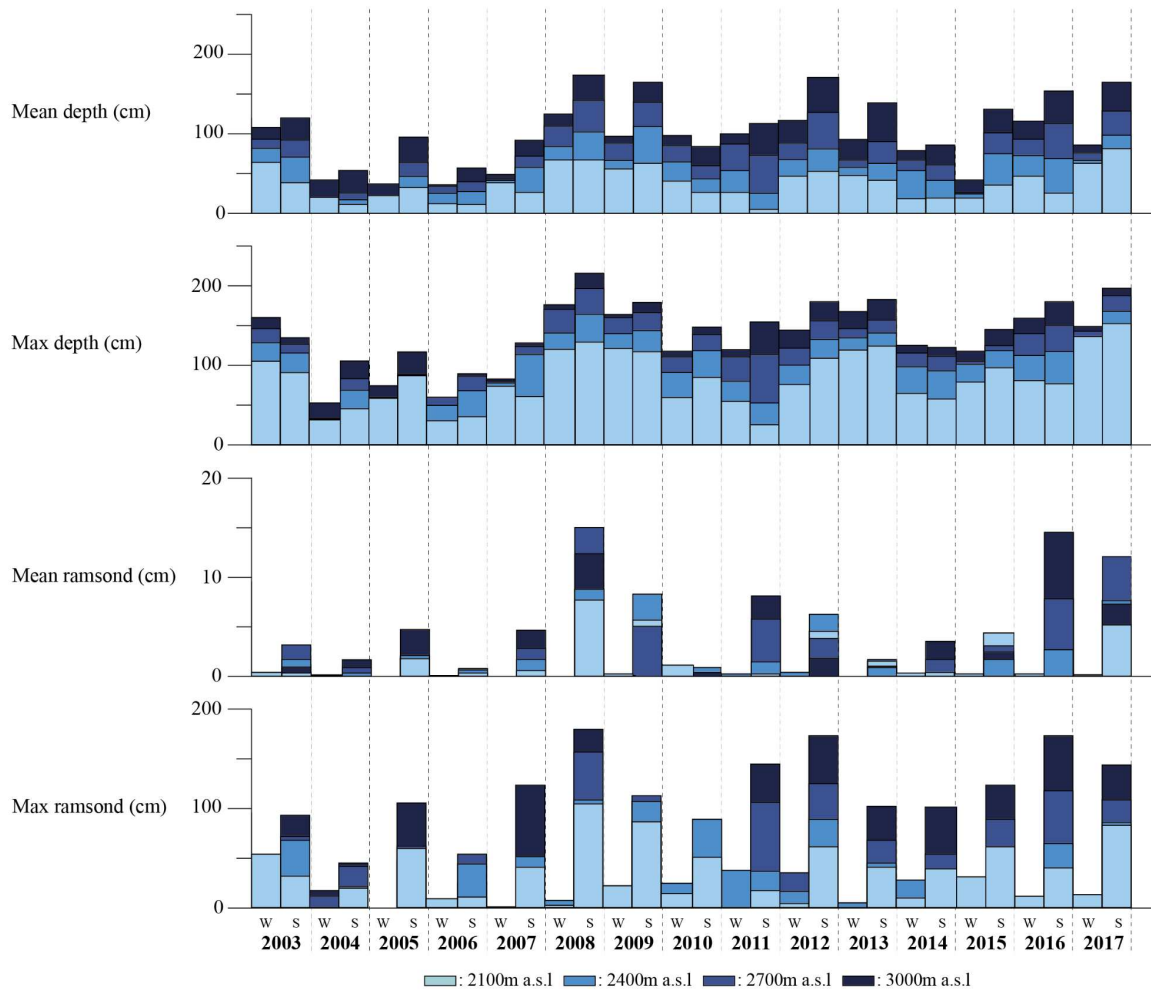 200
Mean depth (cm)
100
0
200
Max depth (cm)
100
0
20
Mean ramsond (cm)
10
0
200
Max ramsond (cm)
100
0
W S W S W S W S W S W S W S W S W S W S W S W S W S W S W S
2003 2004 2005 2006 2007 2008 2009 2010 2011 2012 2013 2014 2015 2016 2017
: 2100m a.s.l : 2400m a.s.l : 2700m a.s.l : 3000m a.s.l